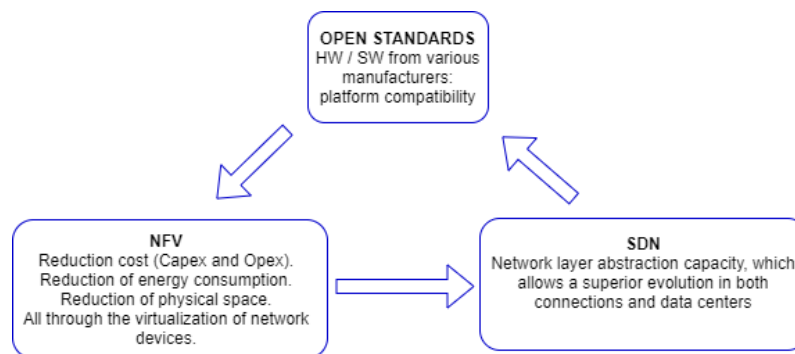 OPEN STANDARDS
HW / SW from various
manufacturers:
platform compatibility
NFV
Reduction cost (Capex and Opex).
Reduction of energy consumption.
Reduction of physical space.
All through the virtualization of network
devices.
SDN
Network layer abstraction capacity, which
allows a superior evolution in both
connections and data centers